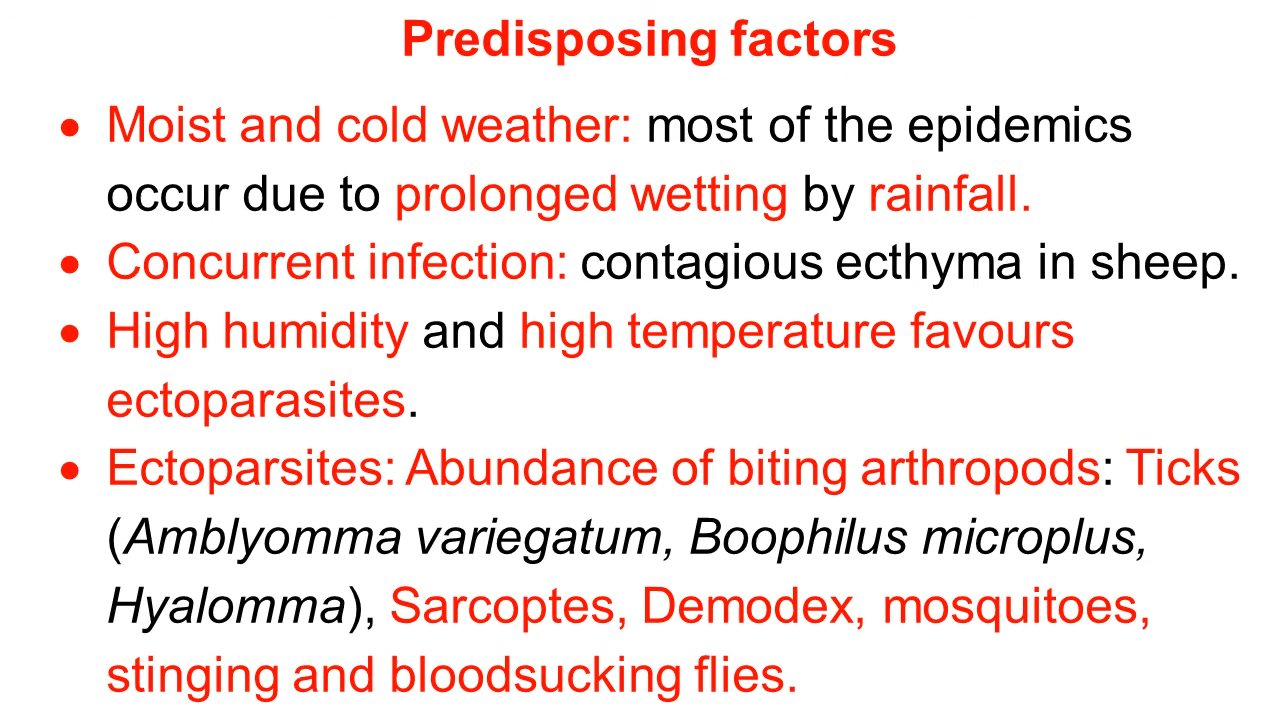 Predisposing factors
• Moist and cold weather: most of the epidemics
occur due to prolonged wetting by rainfall.
• Concurrent infection: contagious ecthyma in sheep.
• High humidity and high temperature favours
ectoparasites.
• Ectoparsites: Abundance of biting arthropods: Ticks
(Amblyomma variegatum, Boophilus microplus,
Hyalomma), Sarcoptes, Demodex, mosquitoes,
stinging and bloodsucking flies.